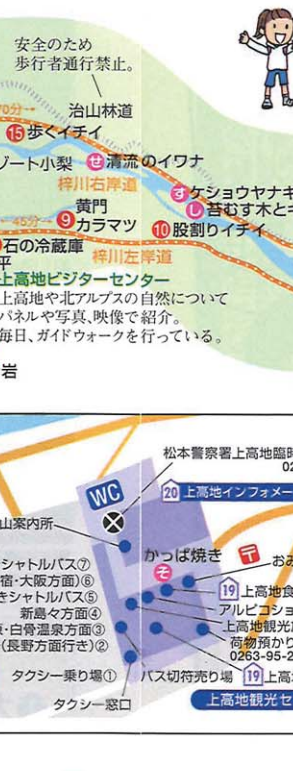 安全のため
歩行者通行禁止。
治山林道
70分→
⑮歩くイチイ
ゾート小梨
せ 清流のイワナ
梓川右岸道
す ケショウヤナギ
し 苔むす木とキ
45分→
⑨黄門
カラマツ
⑩股割りイチイ
石の冷蔵庫
平
梓川左岸道
上高地ビジターセンター
上高地や北アルプスの自然について
パネルや写真、映像で紹介。
毎日、ガイドウォークを行っている。
岩
松本警察署上高地臨時
02
WC
20 上高地インフォメー
山案内所
かっぱ焼き
そ
〒
おみ
シャトルバス⑦
宿・大阪方面)⑥
きシャトルバス⑤
新島々方面④
・白骨温泉方面③
(長野方面行き)②
19 上高地食
アルピコショ
上高地観光
荷物預かり
0263-95-2
タクシー乗り場①
バス切符売り場
19 上高
タクシー窓口
上高地観光セ